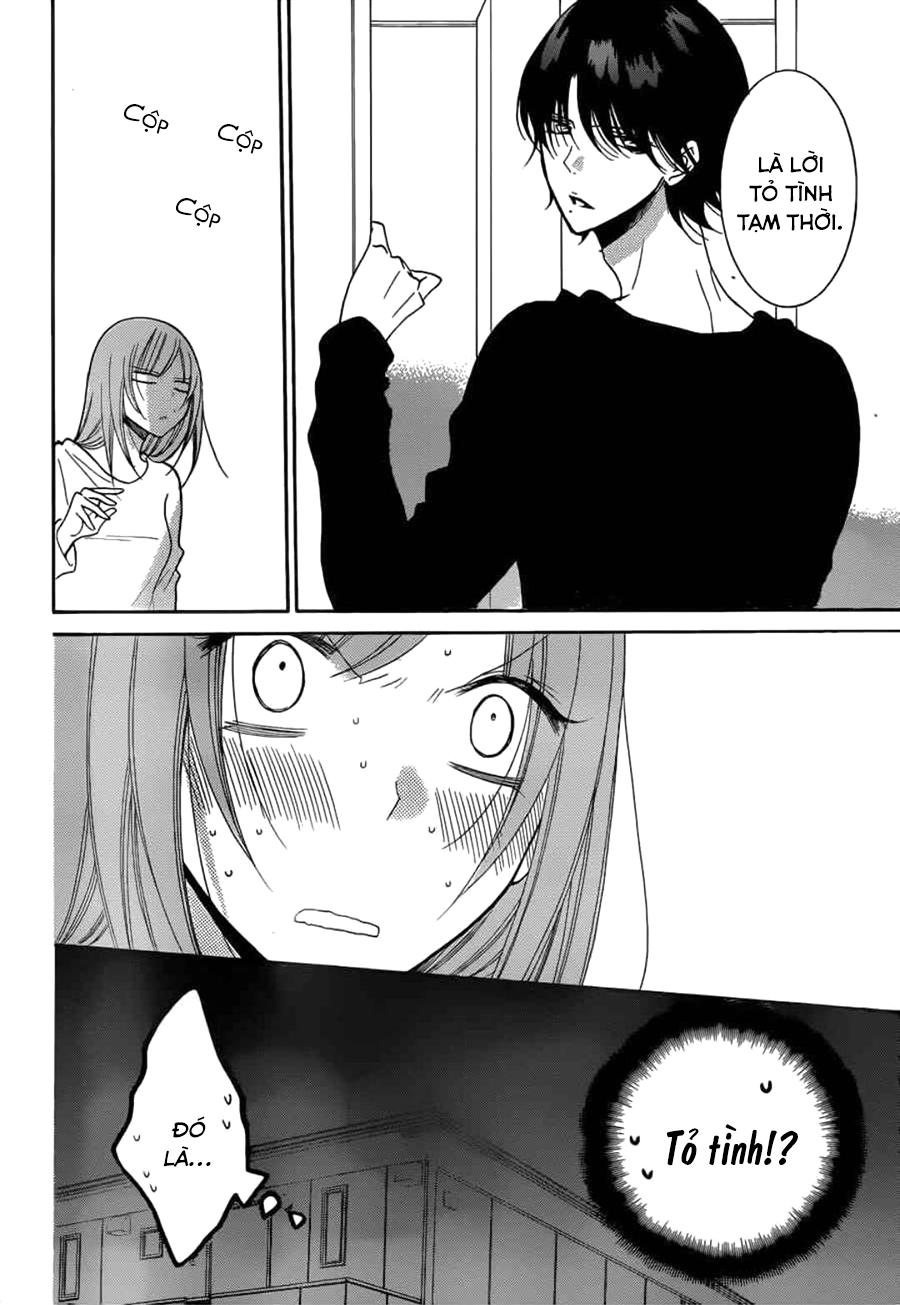 CỘP
CỘP
CỘP
LÀ LỜI
TỎ TÌNH
TẠM THỜI.
ĐÓ
LÀ...
Tỏ tình!?